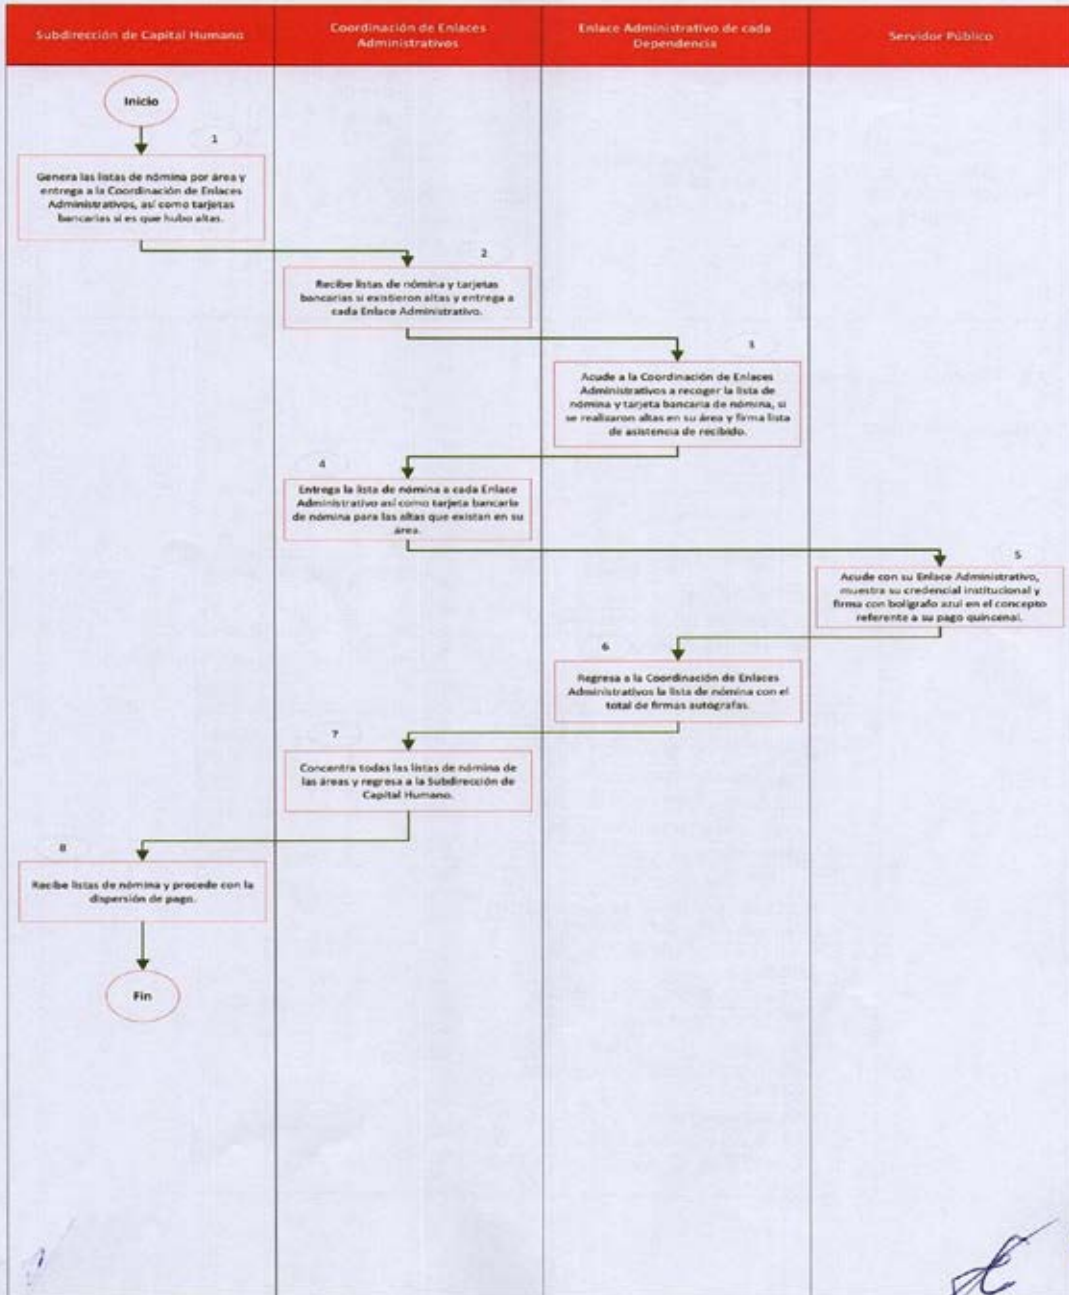 Subdirección de Capital Humano
Coordinación de Enlaces
Administrativos
Enlace Administrativo de cada
Dependencia
Servidor Público
Inicio
1
Genera las listas de nómina por área y
entrega a la Coordinación de Enlaces
Administrativos, así como tarjetas
bancarias si es que hubo altas.
2
Recibe listas de nómina y tarjetas
bancarias si existieron altas y entrega a
cada Enlace Administrativo.
3
Acude a la Coordinación de Enlaces
Administrativos a recoger la lista de
nómina y tarjeta bancaria de nómina, si
se realizaron altas en su área y firma lista
de asistencia de recibido.
4
Entrega la lista de nómina a cada Enlace
Administrativo así como tarjeta bancaria
de nómina para las altas que existan en su
área.
5
Acude con su Enlace Administrativo,
muestra su credencial institucional y
firma con bolígrafo azul en el concepto
referente a su pago quincenal.
6
Regresa a la Coordinación de Enlaces
Administrativos la lista de nómina con el
total de firmas autógrafas.
7
Concentra todas las listas de nómina de
las áreas y regresa a la Subdirección de
Capital Humano.
8
Recibe listas de nómina y procede con la
dispersión de pago.
Fin